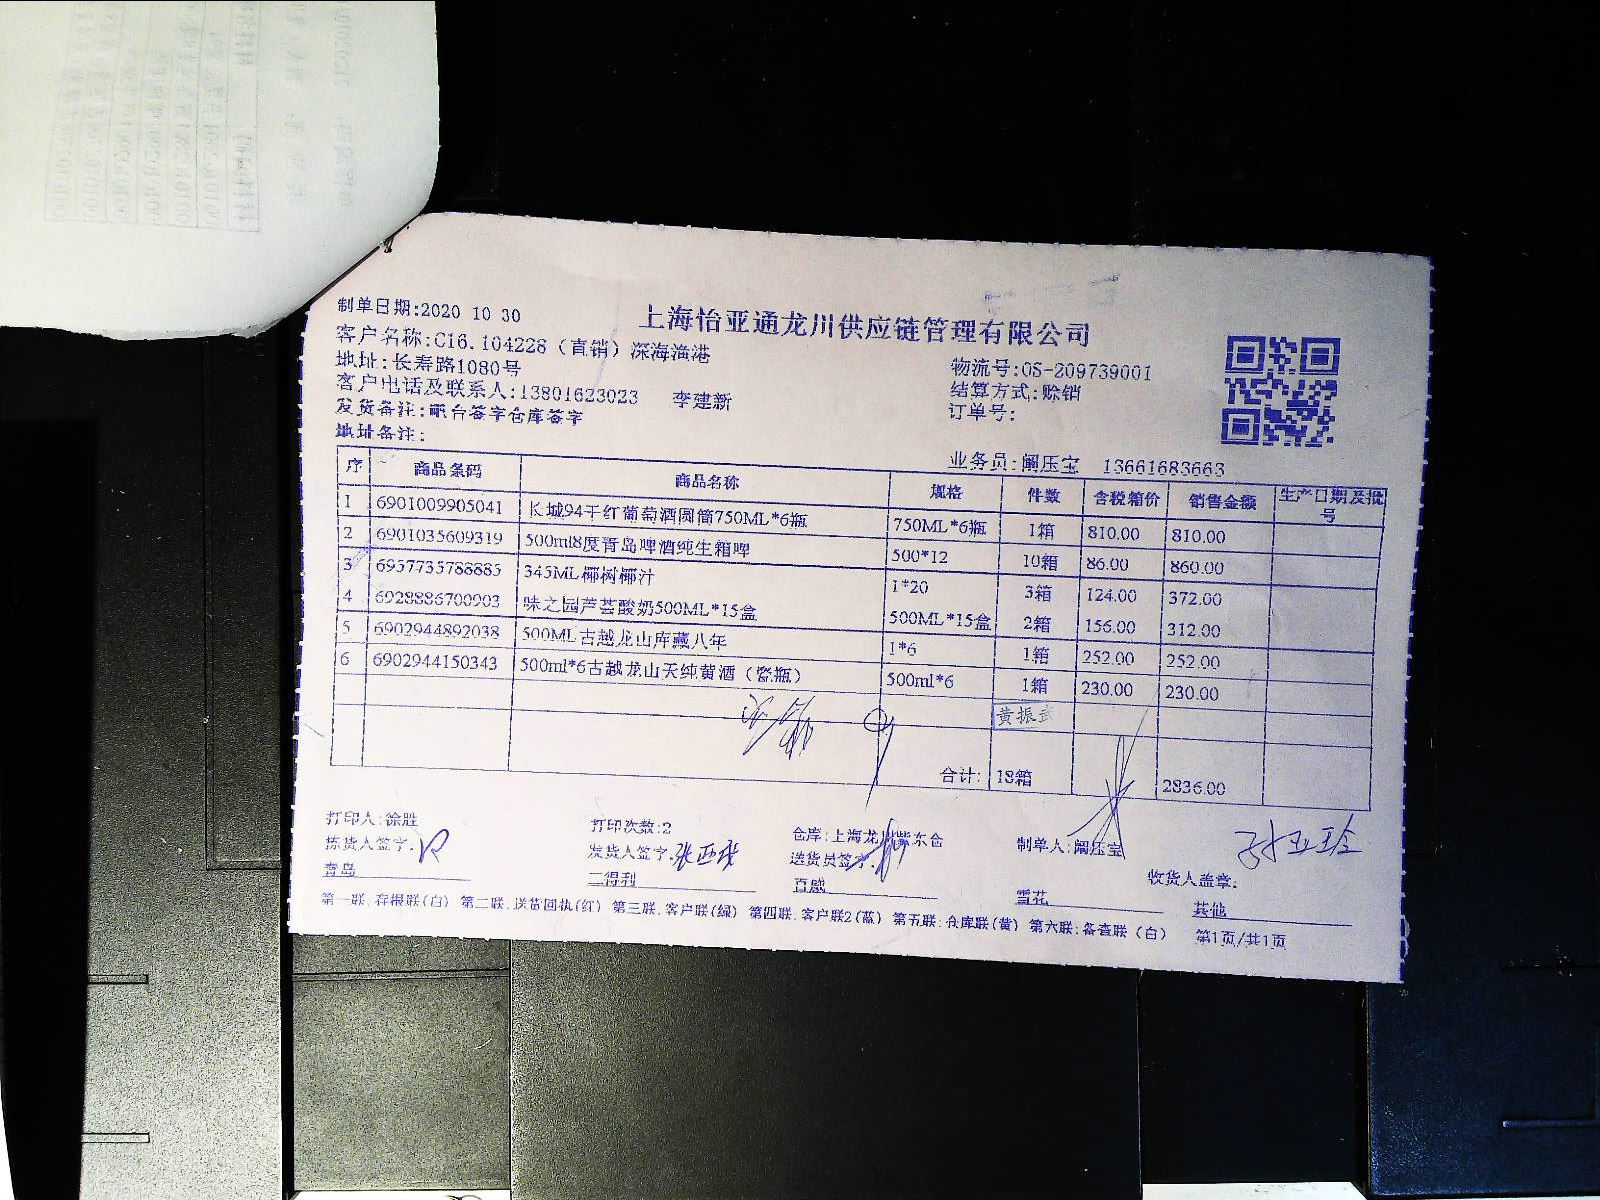 上海怡亚通龙川供应链管理有限公司
制单日期:2020 10 30
客户名称:C16.104228（直销）深海渔港
地址:长寿路1080号
物流号:OS-209739001
客户电话及联系人:13801623023 李建新
结算方式:赊销
发货备注:联合签字仓库签字
订单号:
地址备注:
业务员:阚压宝 13661683663
序 商品条码 商品名称 规格 件数 含税箱价 销售金额 生产日期及批号
1 6901009905041 长城94干红葡萄酒圆筒750ML*6瓶 750ML*6瓶 1箱 810.00 810.00
2 6901035609319 500ml8度青岛啤酒纯生箱啤 500*12 10箱 86.00 860.00
3 6957735788885 345ML椰树椰汁 1*20 3箱 124.00 372.00
4 6928886700903 味之园芦荟酸奶500ML*15盒 500ML*15盒 2箱 156.00 312.00
5 6902944892038 500ML古越龙山库藏八年 1*6 1箱 252.00 252.00
6 6902944150343 500ml*6古越龙山天纯黄酒（瓷瓶） 500ml*6 1箱 230.00 230.00
黄振武
合计: 18箱 2836.00
打印人:徐胜 打印次数:2 仓库:上海龙川紫东仓 制单人:阚压宝
拣货人签字: 发货人签字: 送货员签字: 收货人盖章:
青岛 三得利 百威 雪花 其他
第一联:存根联(白) 第二联:送货回执(红) 第三联:客户联(绿) 第四联:客户联2(蓝) 第五联:仓库联(黄) 第六联:备查联（白） 第1页/共1页